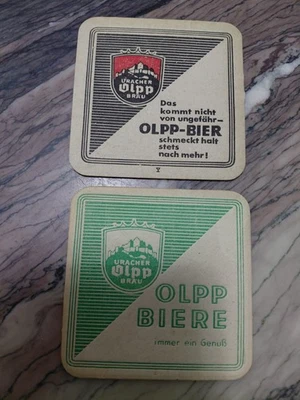 URACHER
Olpp
BRÄU
Das
kommt nicht
von ungefähr–
OLPP-BIER
schmeckt halt
stets
nach mehr!
URACHER
Olpp
BRÄU
OLPP
BIERE
immer ein Genuß